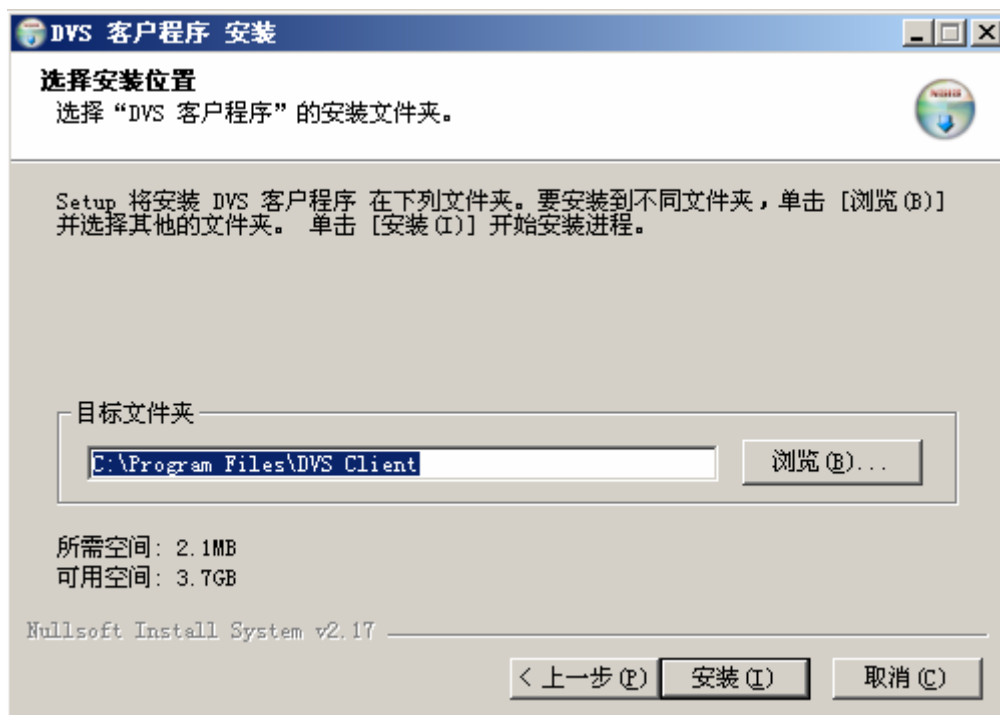 DVS 客户程序 安装
选择安装位置
选择“DVS 客户程序”的安装文件夹。
Setup 将安装 DVS 客户程序 在下列文件夹。要安装到不同文件夹，单击 [浏览(B)]
并选择其他的文件夹。 单击 [安装(I)] 开始安装进程。
目标文件夹
C:\Program Files\DVS Client
浏览(B)...
所需空间: 2.1MB
可用空间: 3.7GB
Nullsoft Install System v2.17
< 上一步(P)
安装(I)
取消(C)